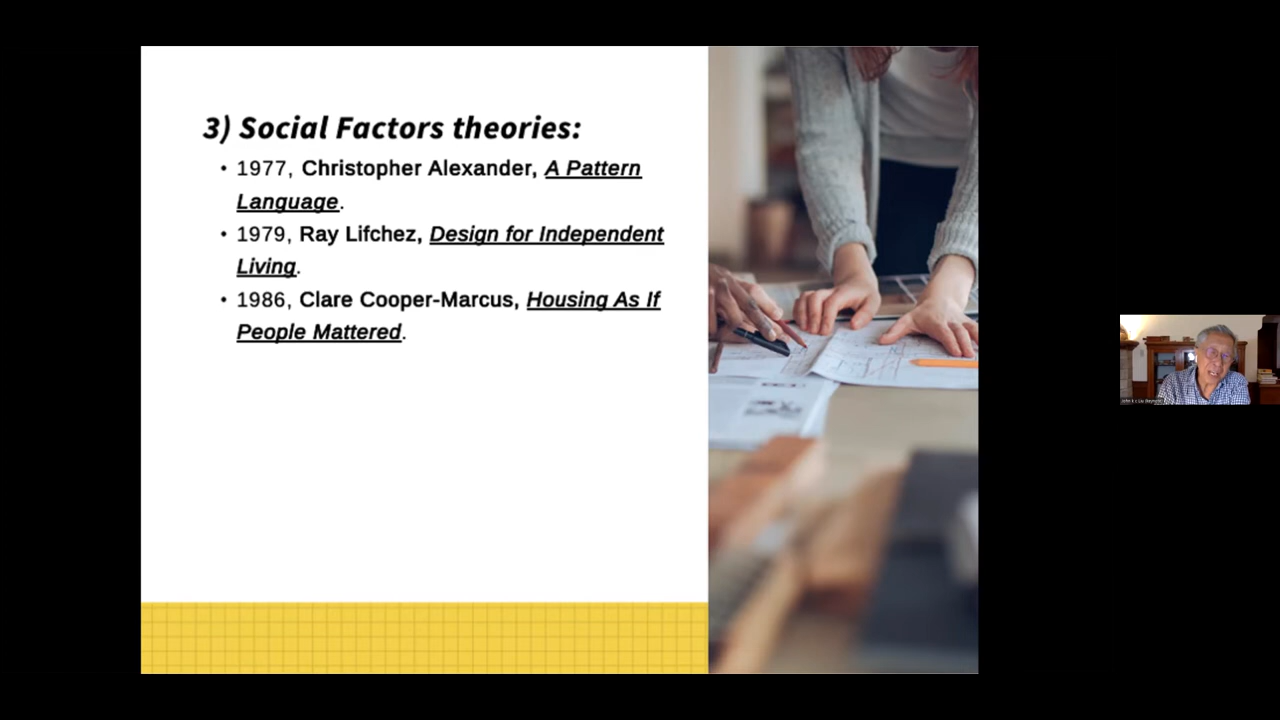 3) Social Factors theories:
• 1977, Christopher Alexander, A Pattern
Language.
• 1979, Ray Lifchez, Design for Independent
Living.
• 1986, Clare Cooper-Marcus, Housing As If
People Mattered.